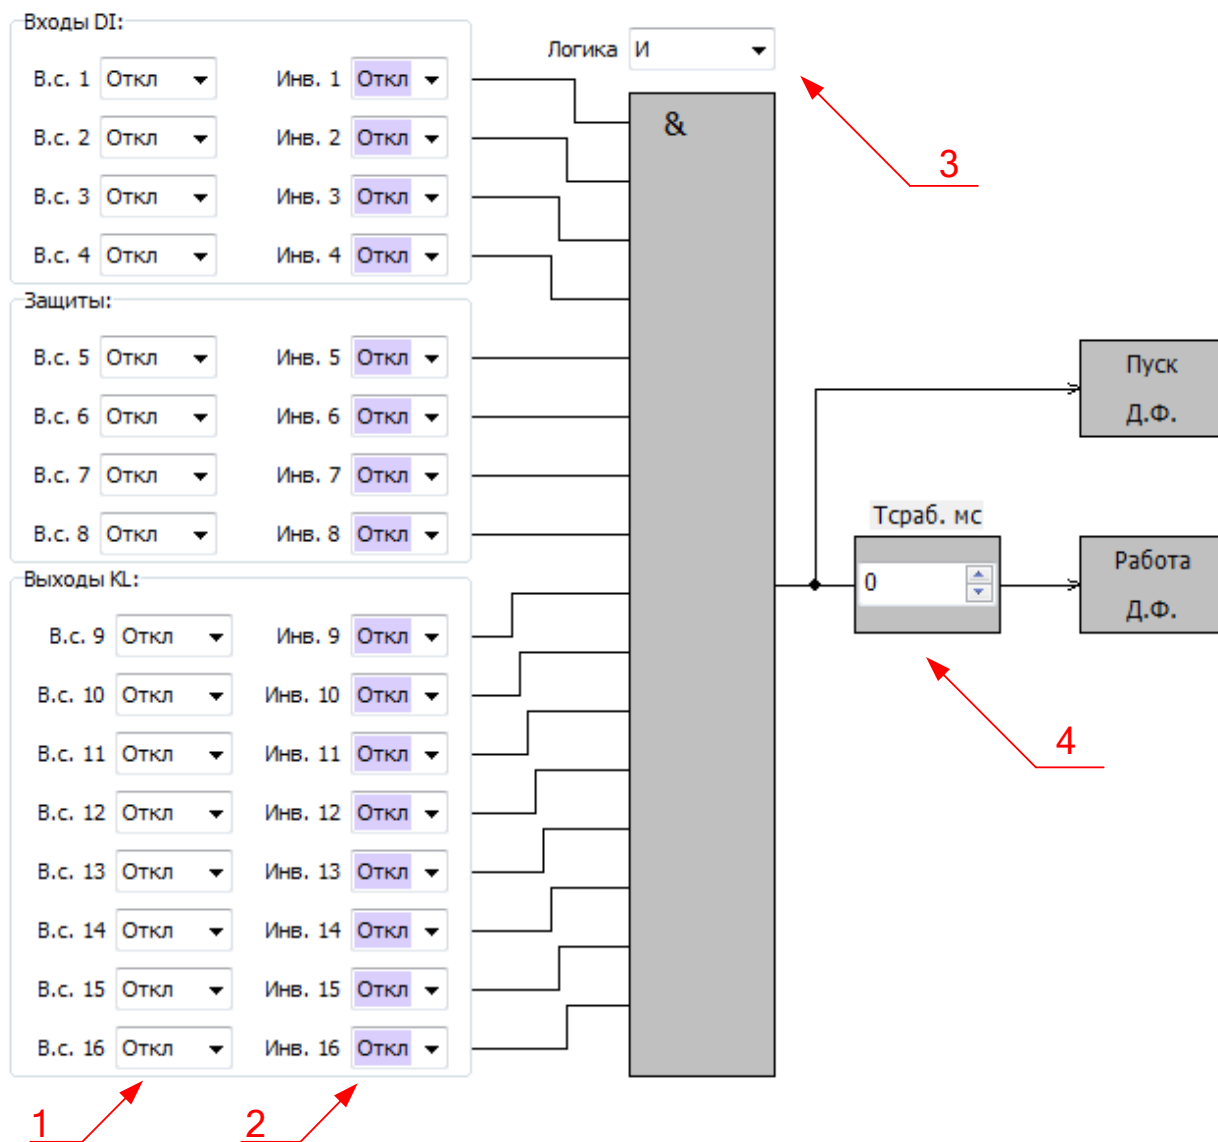 Входы DI:
Логика И
В.с. 1 Откл Инв. 1 Откл
&
В.с. 2 Откл Инв. 2 Откл
3
В.с. 3 Откл Инв. 3 Откл
В.с. 4 Откл Инв. 4 Откл
Защиты:
В.с. 5 Откл Инв. 5 Откл
Пуск
Д.Ф.
В.с. 6 Откл Инв. 6 Откл
В.с. 7 Откл Инв. 7 Откл
Тсраб. мс
В.с. 8 Откл Инв. 8 Откл
Выходы KL:
0
Работа
Д.Ф.
В.с. 9 Откл Инв. 9 Откл
В.с. 10 Откл Инв. 10 Откл
В.с. 11 Откл Инв. 11 Откл
4
В.с. 12 Откл Инв. 12 Откл
В.с. 13 Откл Инв. 13 Откл
В.с. 14 Откл Инв. 14 Откл
В.с. 15 Откл Инв. 15 Откл
В.с. 16 Откл Инв. 16 Откл
1
2